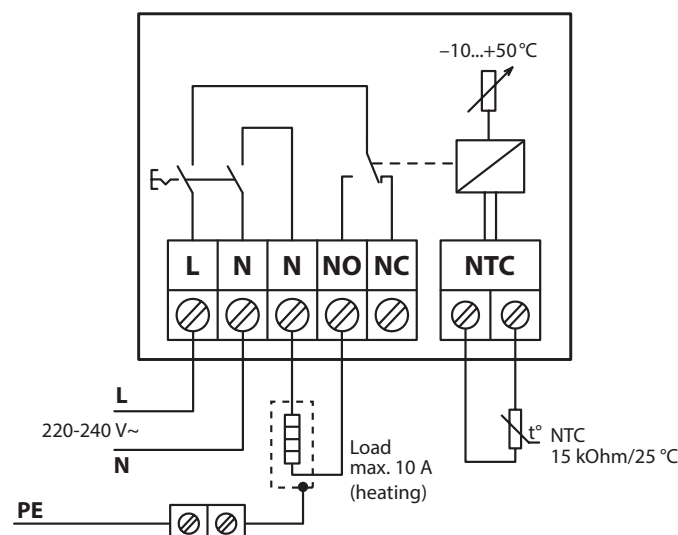 –10...+50 °C
L N N NO NC NTC
L
220-240 V~
N
Load
max. 10 A
(heating)
t° NTC
15 kOhm/25 °C
PE